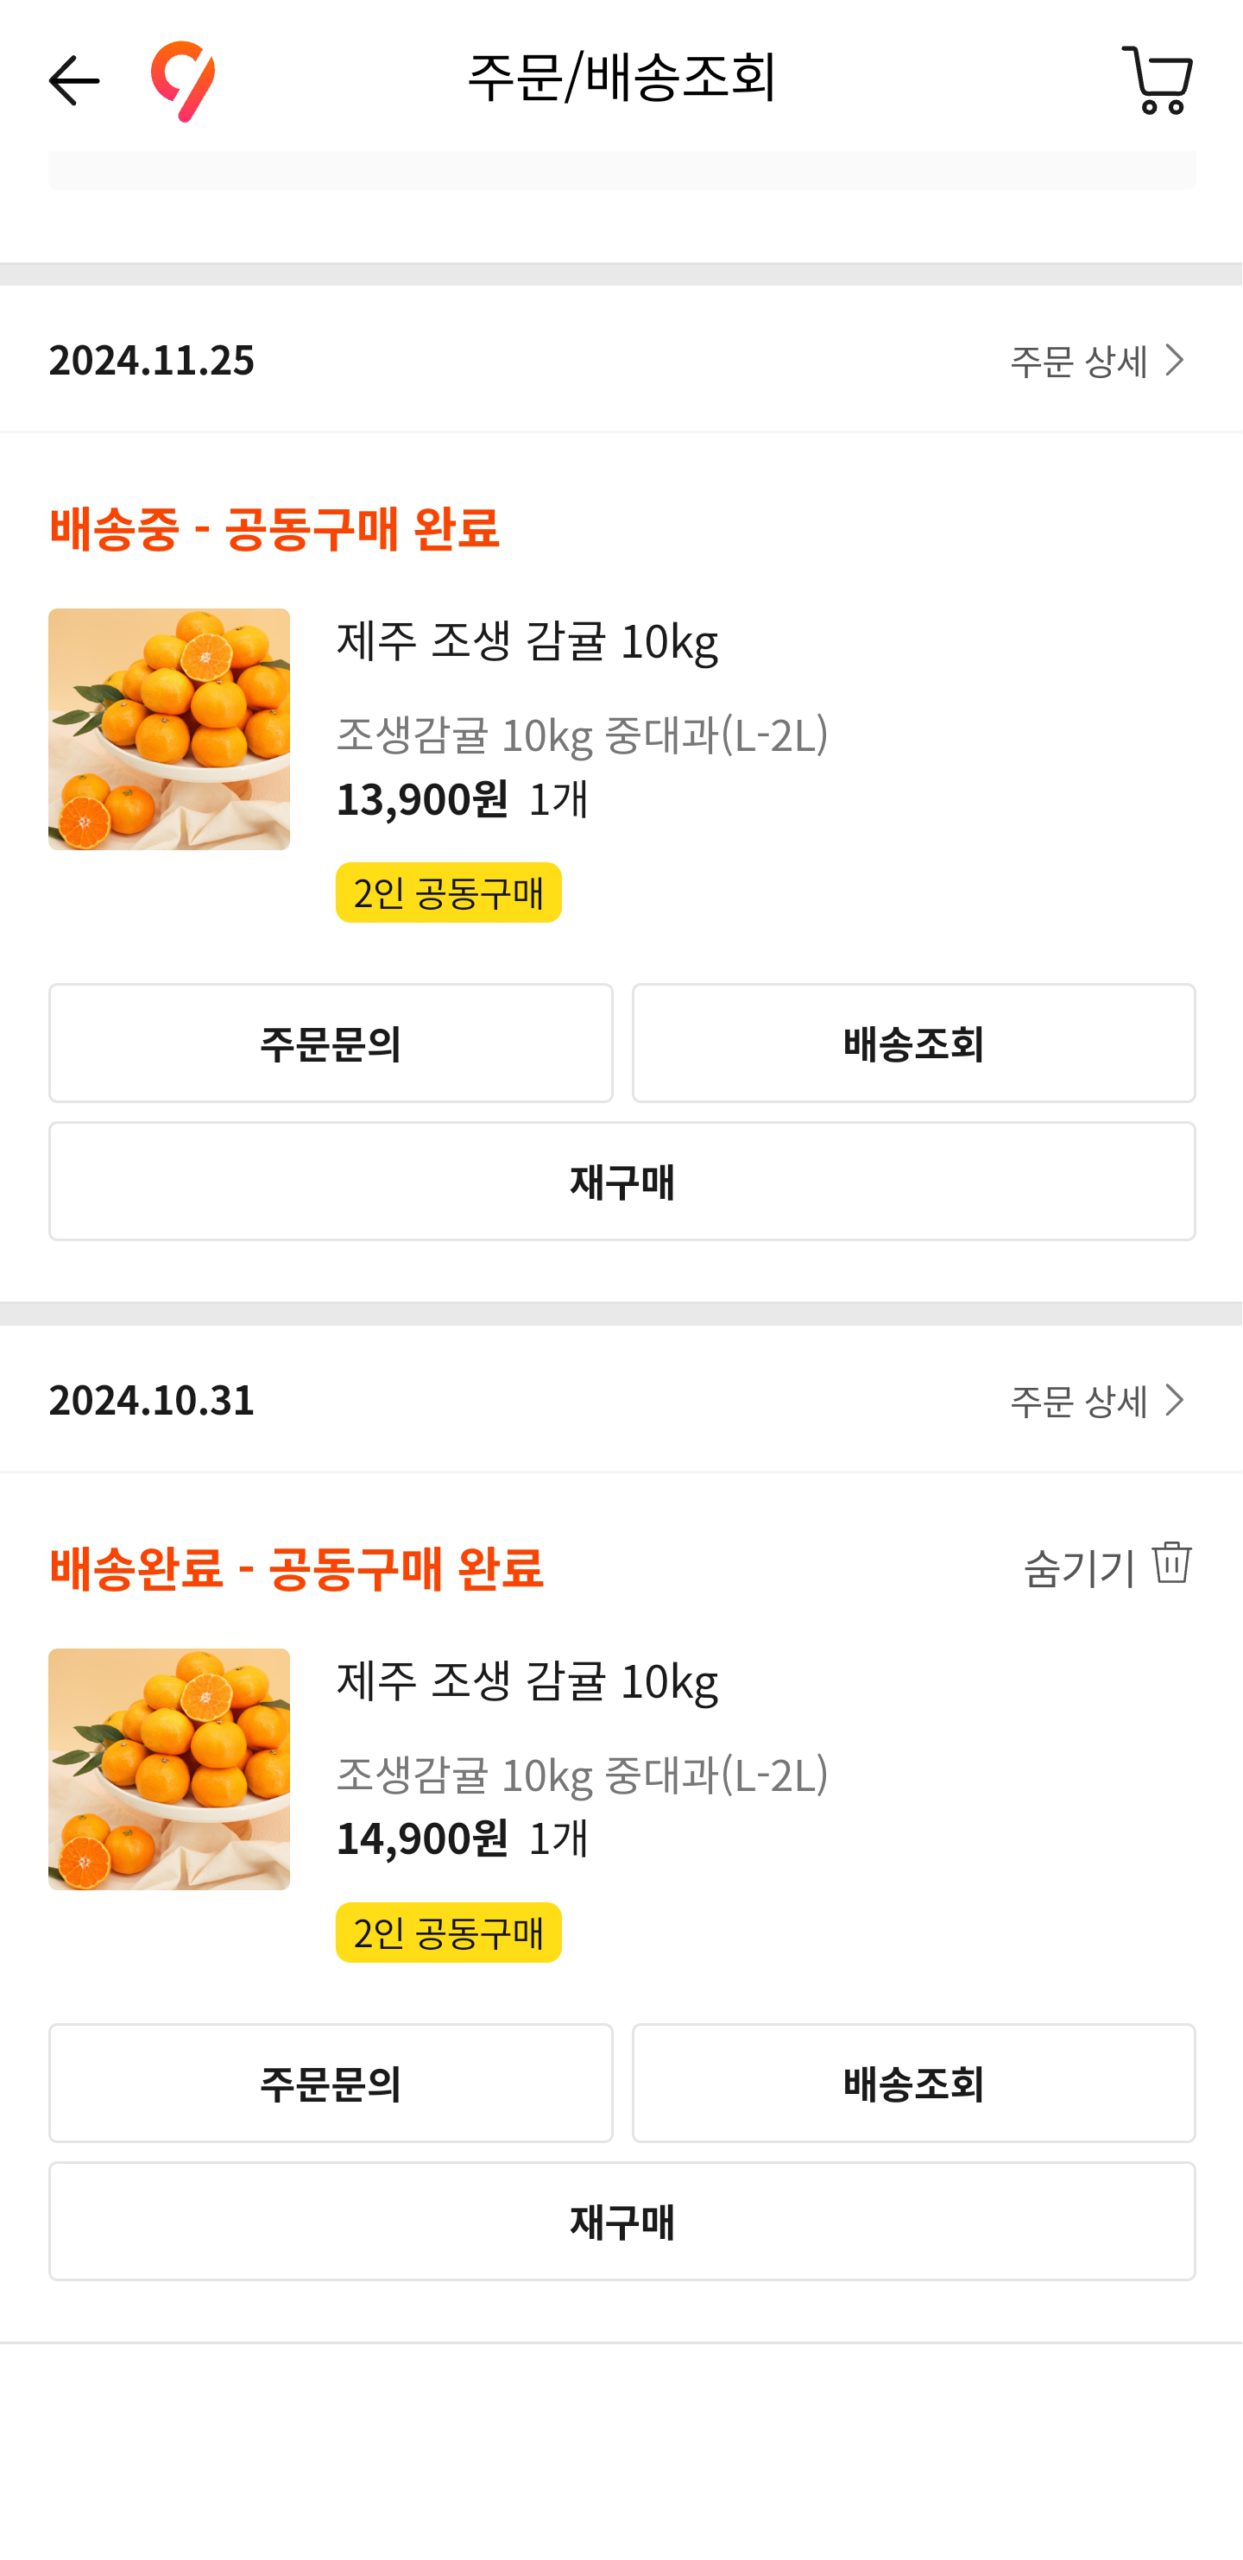 주문/배송조회
2024.11.25
주문 상세
배송중 - 공동구매 완료
제주 조생 감귤 10kg
조생감귤 10kg 중대과(L-2L)
13,900원 1개
2인 공동구매
주문문의
배송조회
재구매
2024.10.31
주문 상세
배송완료 - 공동구매 완료
숨기기
제주 조생 감귤 10kg
조생감귤 10kg 중대과(L-2L)
14,900원 1개
2인 공동구매
주문문의
배송조회
재구매